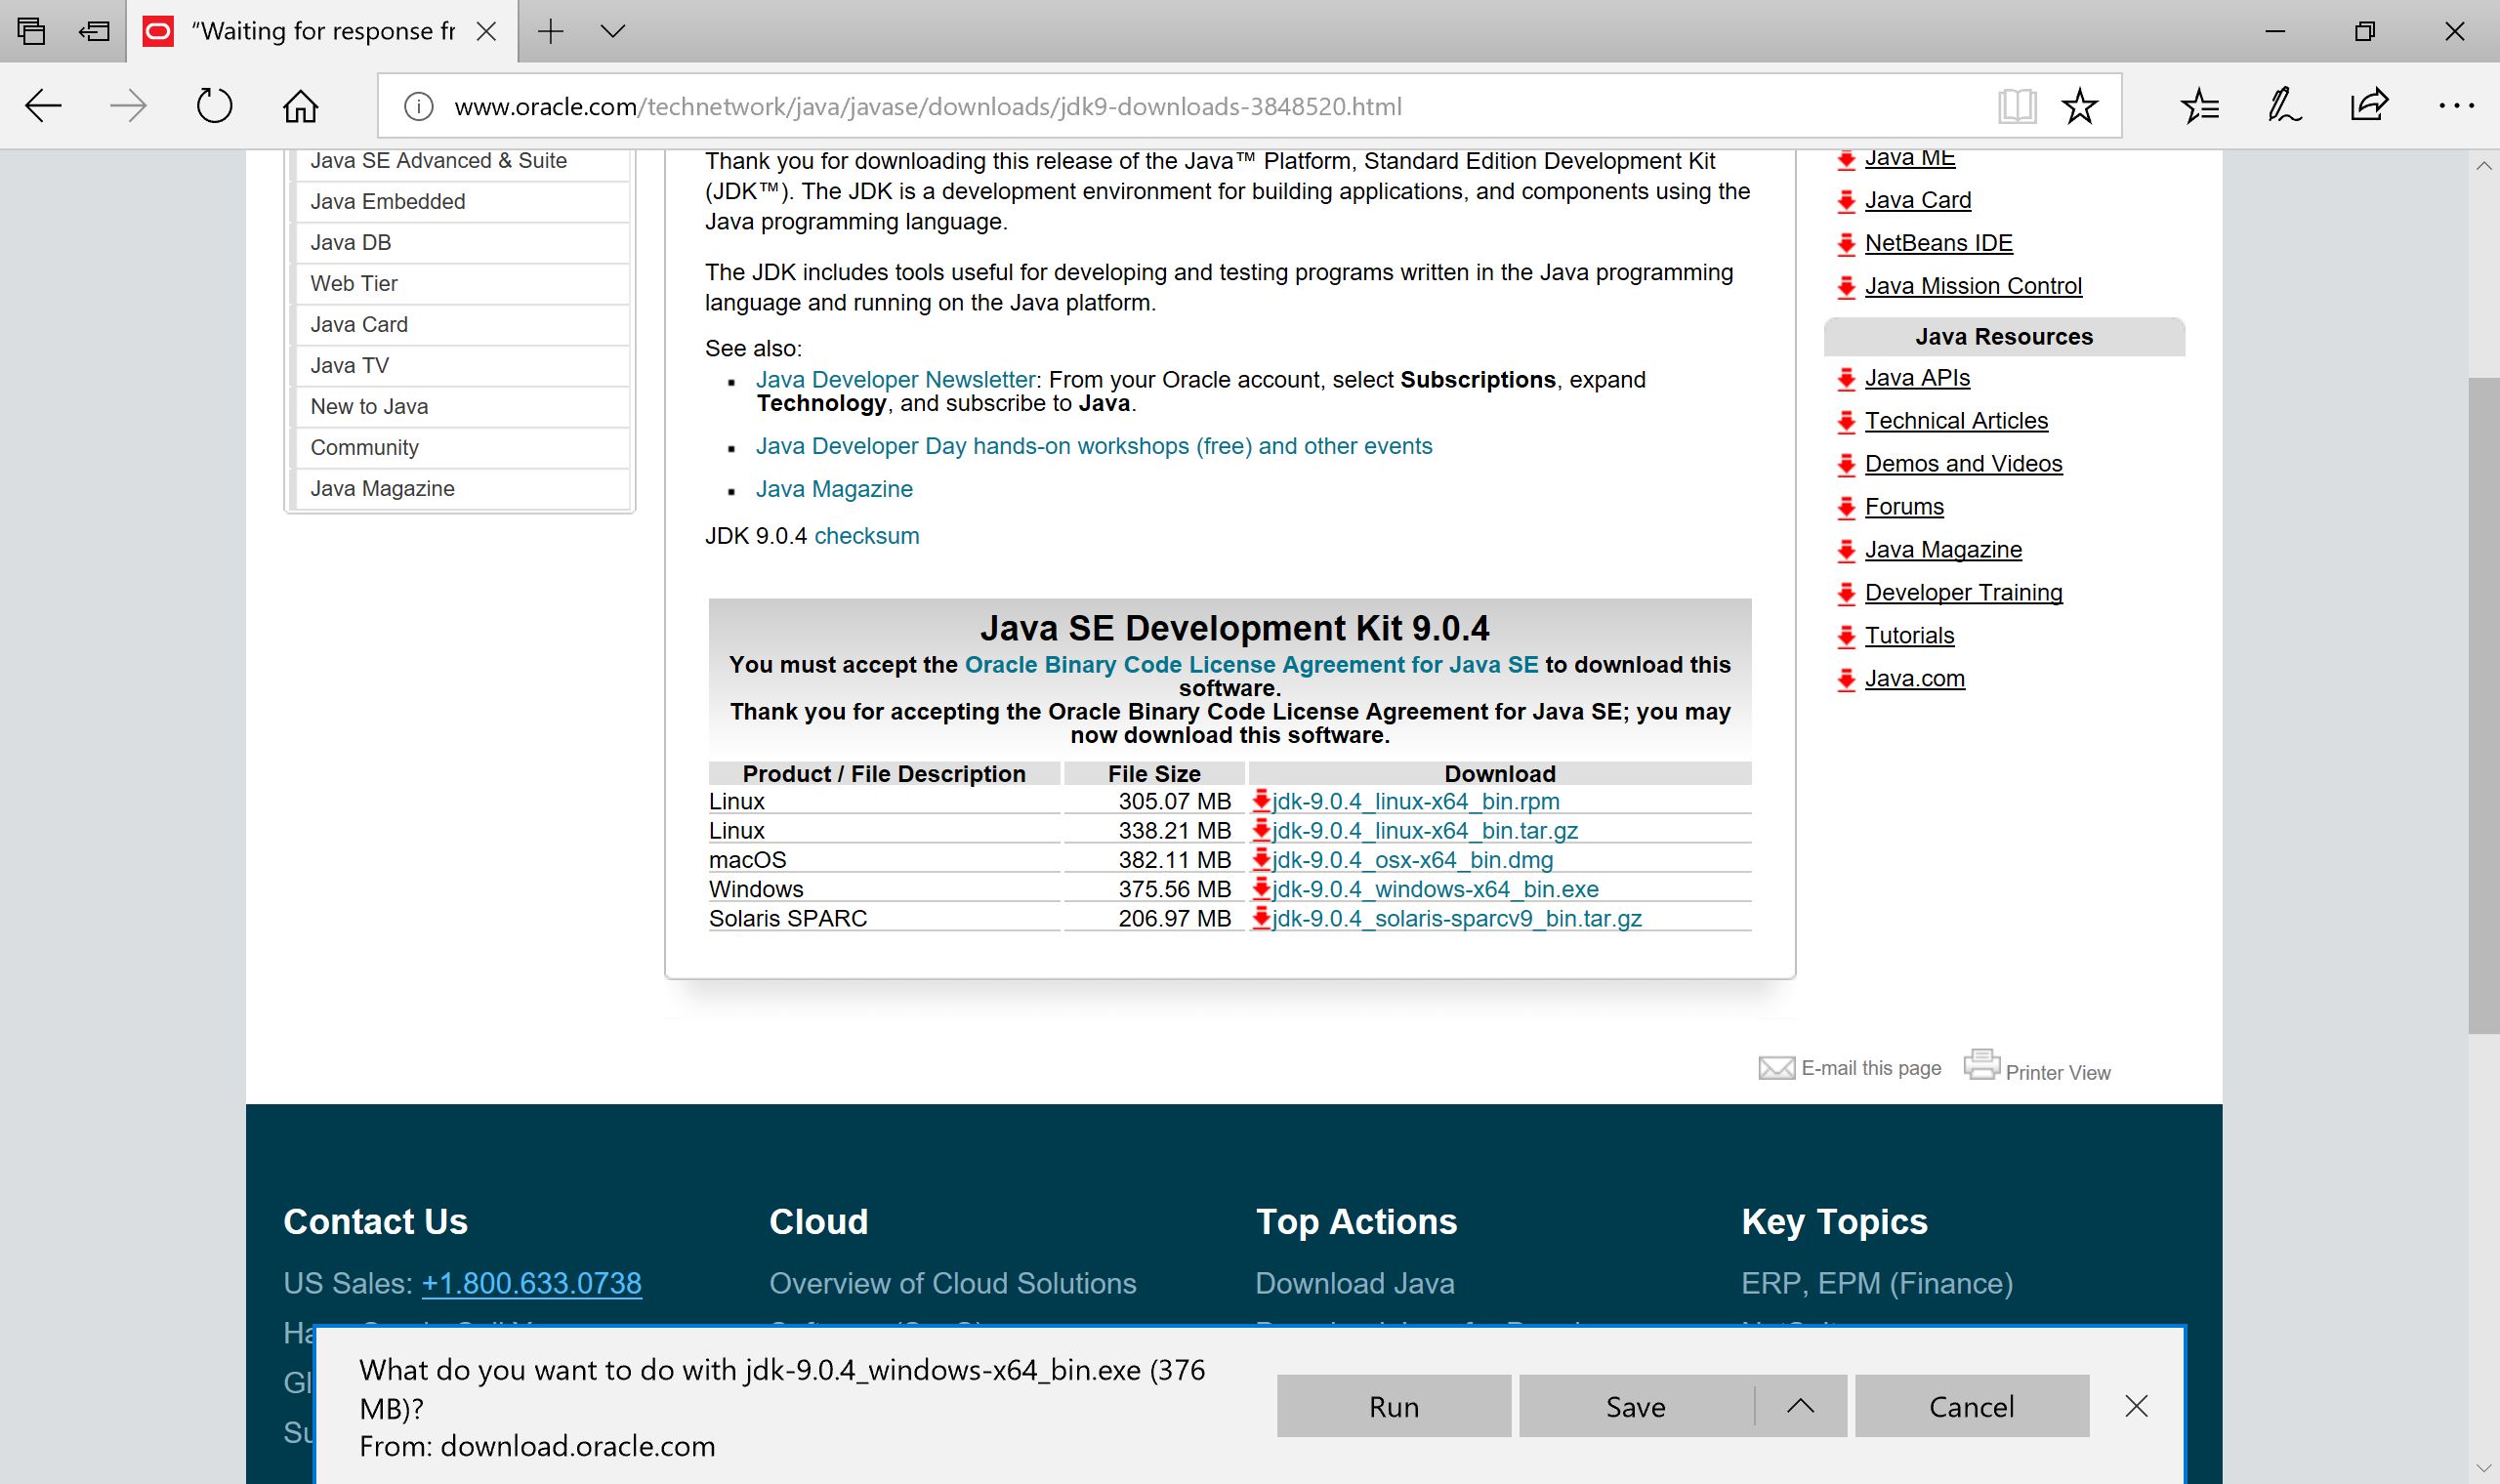 "Waiting for response fr
www.oracle.com/technetwork/java/javase/downloads/jdk9-downloads-3848520.html
Java SE Advanced & Suite
Java Embedded
Java DB
Web Tier
Java Card
Java TV
New to Java
Community
Java Magazine
Thank you for downloading this release of the Java™ Platform, Standard Edition Development Kit
(JDK™). The JDK is a development environment for building applications, and components using the
Java programming language.
The JDK includes tools useful for developing and testing programs written in the Java programming
language and running on the Java platform.
See also:
Java Developer Newsletter: From your Oracle account, select Subscriptions, expand
Technology, and subscribe to Java.
Java Developer Day hands-on workshops (free) and other events
Java Magazine
JDK 9.0.4 checksum
Java SE Development Kit 9.0.4
You must accept the Oracle Binary Code License Agreement for Java SE to download this
software.
Thank you for accepting the Oracle Binary Code License Agreement for Java SE; you may
now download this software.
Product / File Description File Size Download
Linux 305.07 MB jdk-9.0.4_linux-x64_bin.rpm
Linux 338.21 MB jdk-9.0.4_linux-x64_bin.tar.gz
macOS 382.11 MB jdk-9.0.4_osx-x64_bin.dmg
Windows 375.56 MB jdk-9.0.4_windows-x64_bin.exe
Solaris SPARC 206.97 MB jdk-9.0.4_solaris-sparcv9_bin.tar.gz
Java ME
Java Card
NetBeans IDE
Java Mission Control
Java Resources
Java APIs
Technical Articles
Demos and Videos
Forums
Java Magazine
Developer Training
Tutorials
Java.com
E-mail this page Printer View
Contact Us
US Sales: +1.800.633.0738
Cloud
Overview of Cloud Solutions
Top Actions
Download Java
Key Topics
ERP, EPM (Finance)
What do you want to do with jdk-9.0.4_windows-x64_bin.exe (376
MB)?
From: download.oracle.com
Run
Save
Cancel